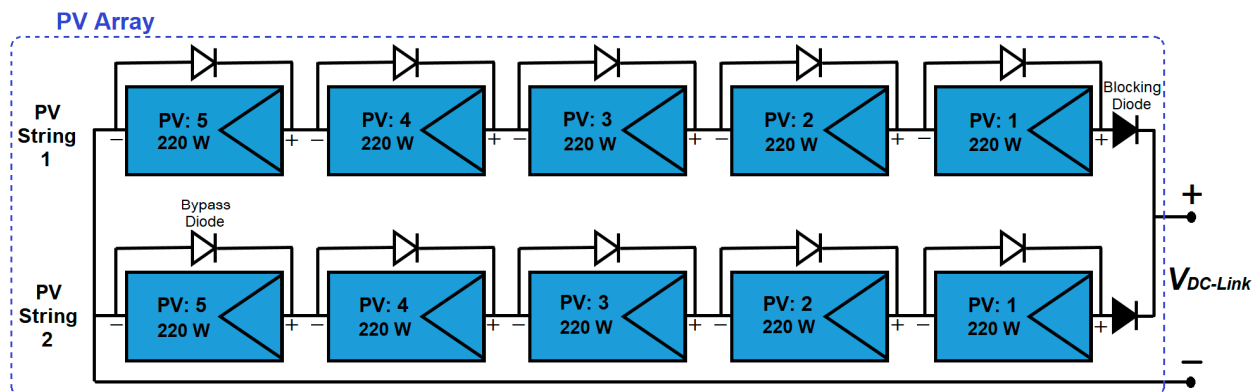 PV Array
PV
String
1
PV: 5
220 W
PV: 4
220 W
PV: 3
220 W
PV: 2
220 W
PV: 1
220 W
Blocking
Diode
− + − + − + − + − +
+
Bypass
Diode
PV
String
2
PV: 5
220 W
PV: 4
220 W
PV: 3
220 W
PV: 2
220 W
PV: 1
220 W
− + − + − + − + − +
VDC-Link
−